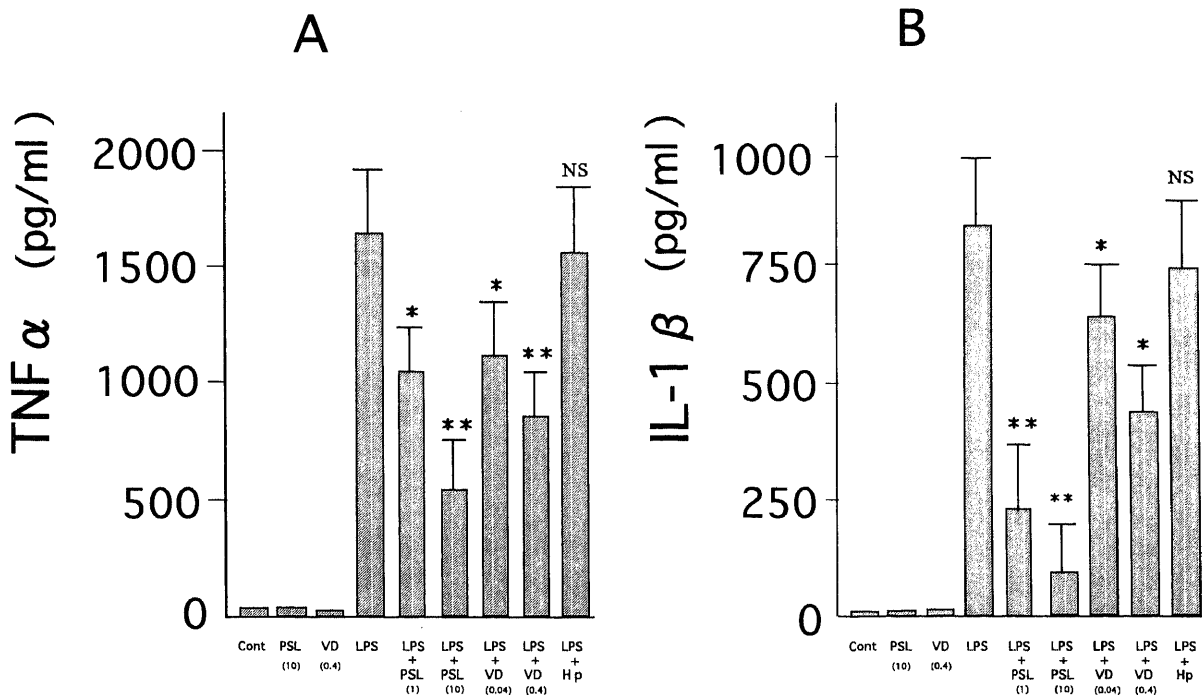 A
TNF α (pg/ml)
2000
1500
1000
500
0
*
**
*
**
NS
Cont PSL (10) VD (0.4) LPS LPS + PSL (1) LPS + PSL (10) LPS + VD (0.04) LPS + VD (0.4) LPS + Hp
B
IL-1 β (pg/ml)
1000
750
500
250
0
**
**
*
*
NS
Cont PSL (10) VD (0.4) LPS LPS + PSL (1) LPS + PSL (10) LPS + VD (0.04) LPS + VD (0.4) LPS + Hp